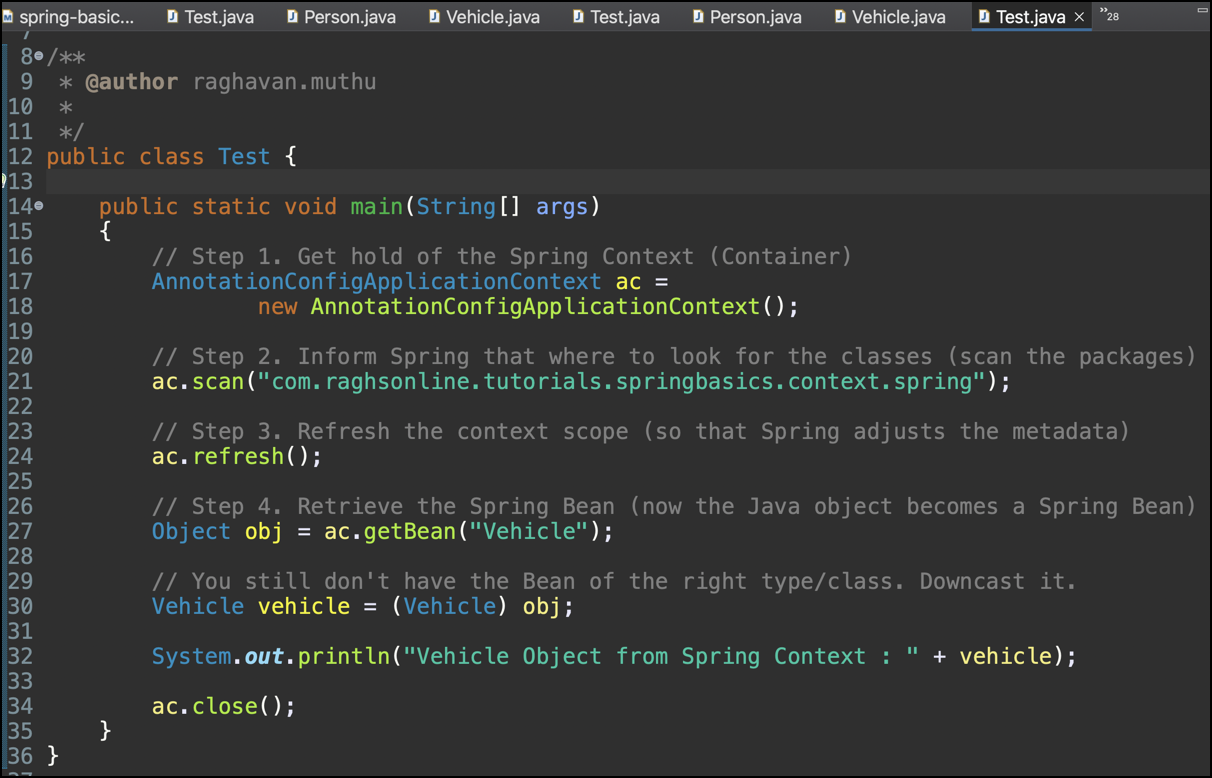 spring-basic... Test.java Person.java Vehicle.java Test.java Person.java Vehicle.java Test.java × »28
7
8 /**
9  * @author raghavan.muthu
10  *
11  */
12 public class Test {
13
14     public static void main(String[] args)
15     {
16         // Step 1. Get hold of the Spring Context (Container)
17         AnnotationConfigApplicationContext ac =
18                 new AnnotationConfigApplicationContext();
19
20         // Step 2. Inform Spring that where to look for the classes (scan the packages)
21         ac.scan("com.raghsonline.tutorials.springbasics.context.spring");
22
23         // Step 3. Refresh the context scope (so that Spring adjusts the metadata)
24         ac.refresh();
25
26         // Step 4. Retrieve the Spring Bean (now the Java object becomes a Spring Bean)
27         Object obj = ac.getBean("Vehicle");
28
29         // You still don't have the Bean of the right type/class. Downcast it.
30         Vehicle vehicle = (Vehicle) obj;
31
32         System.out.println("Vehicle Object from Spring Context : " + vehicle);
33
34         ac.close();
35     }
36 }
37